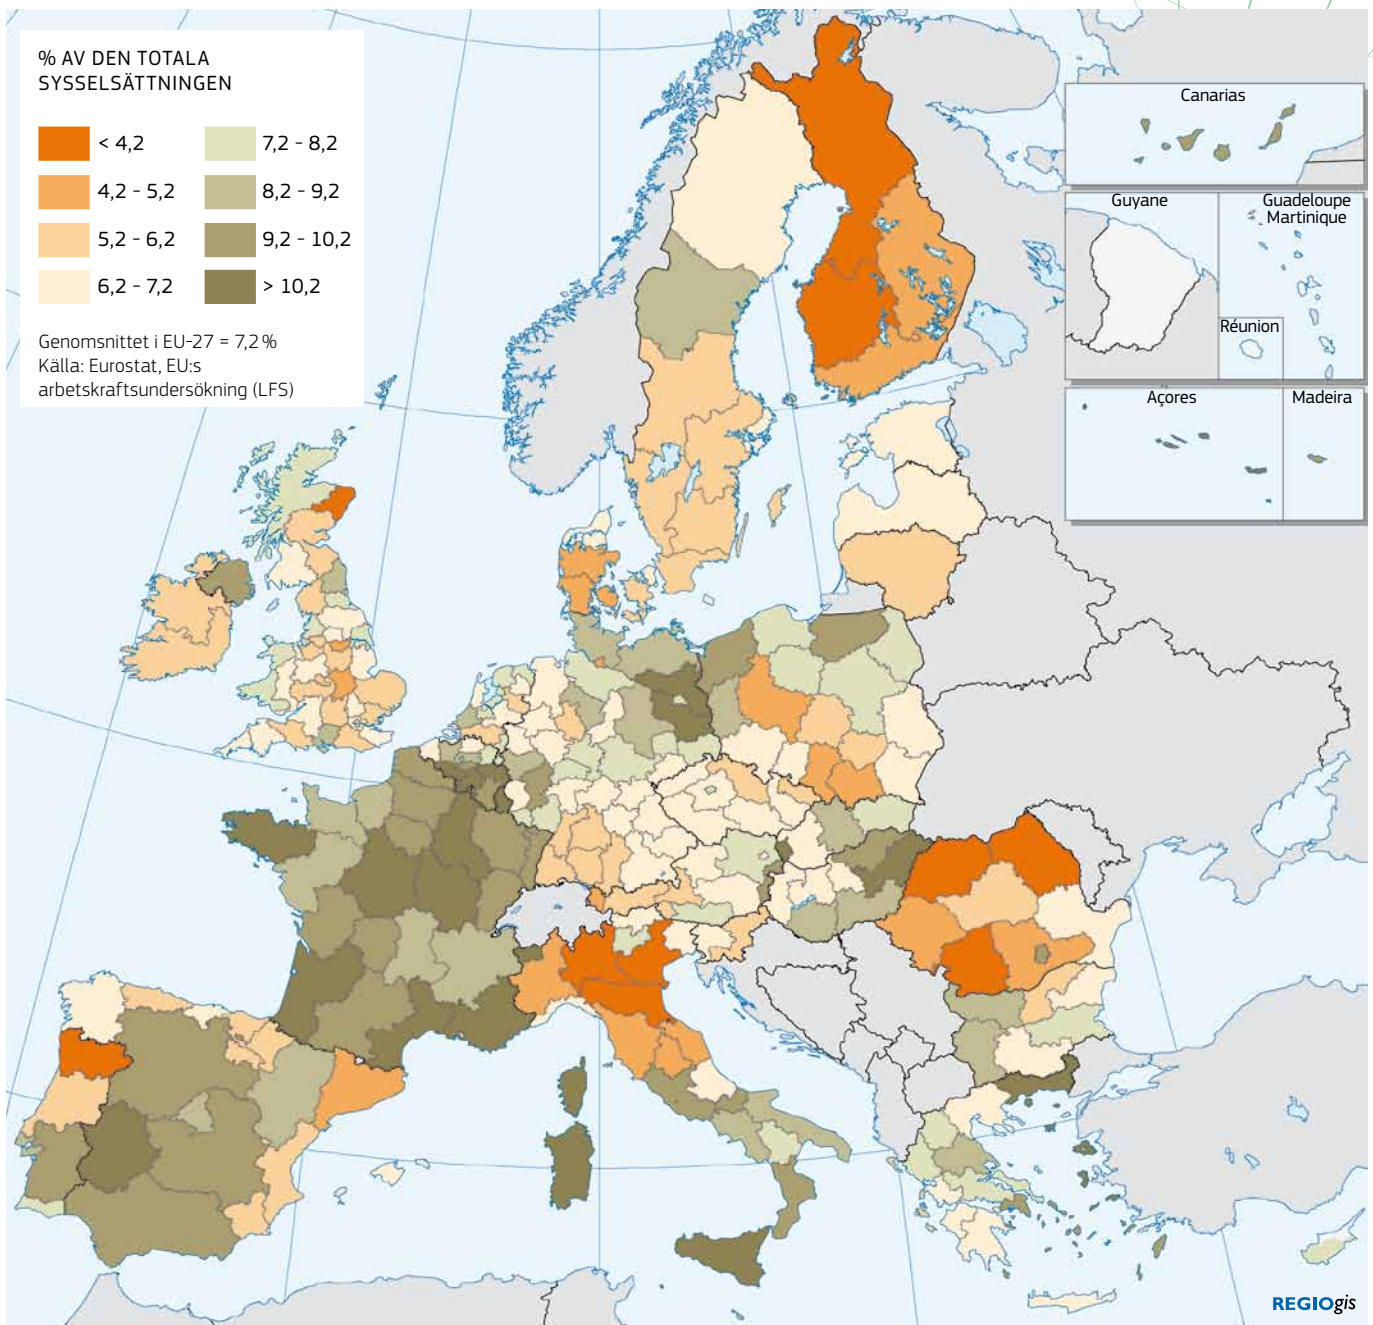 % AV DEN TOTALA
SYSSELSÄTTNINGEN
< 4,2
4,2 - 5,2
5,2 - 6,2
6,2 - 7,2
7,2 - 8,2
8,2 - 9,2
9,2 - 10,2
> 10,2
Genomsnittet i EU-27 = 7,2 %
Källa: Eurostat, EU:s
arbetskraftsundersökning (LFS)
Canarias
Guyane
Guadeloupe
Martinique
Réunion
Açores
Madeira
REGIOgis